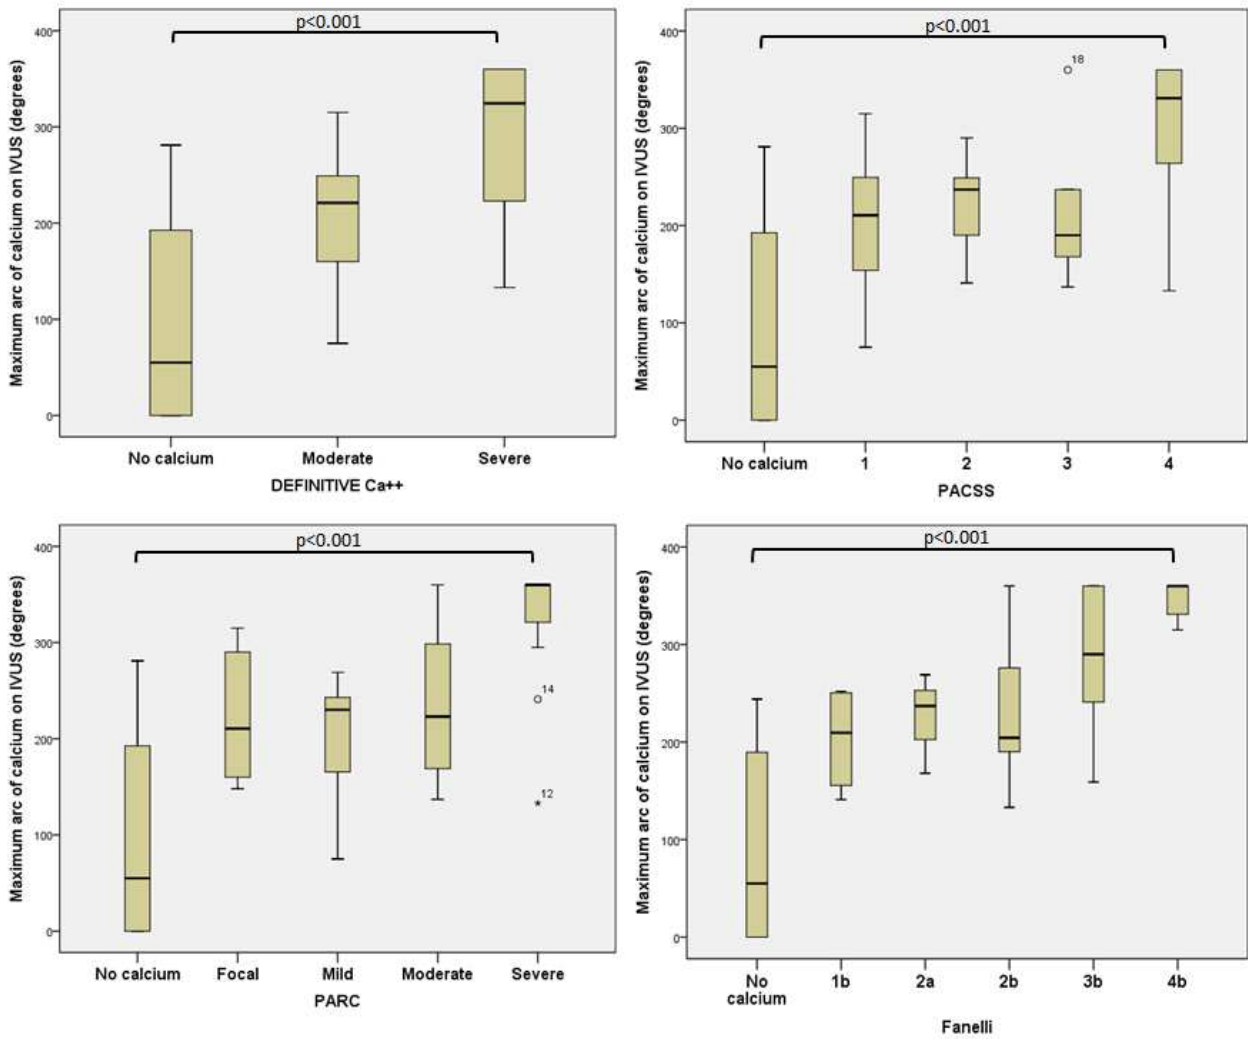 p<0.001
400
300
200
100
0
Maximum arc of calcium on IVUS (degrees)
No calcium
Moderate
Severe
DEFINITIVE Ca++
p<0.001
18
400
300
200
100
0
Maximum arc of calcium on IVUS (degrees)
No calcium
1
2
3
4
PACSS
p<0.001
14
12
400
300
200
100
0
Maximum arc of calcium on IVUS (degrees)
No calcium
Focal
Mild
Moderate
Severe
PARC
p<0.001
400
300
200
100
0
Maximum arc of calcium on IVUS (degrees)
No
calcium
1b
2a
2b
3b
4b
Fanelli